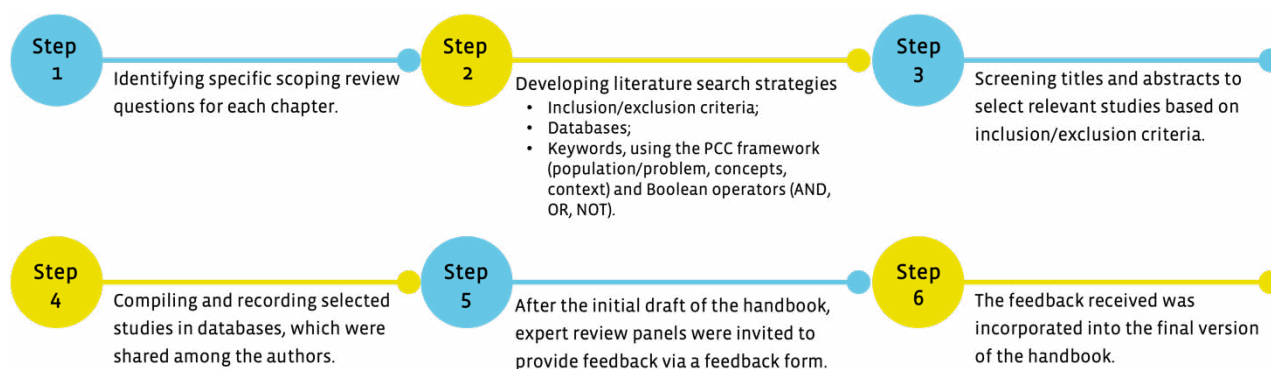 Step
1
Identifying specific scoping review
questions for each chapter.
Step
2
Developing literature search strategies
• Inclusion/exclusion criteria;
• Databases;
• Keywords, using the PCC framework
(population/problem, concepts,
context) and Boolean operators (AND,
OR, NOT).
Step
3
Screening titles and abstracts to
select relevant studies based on
inclusion/exclusion criteria.
Step
4
Compiling and recording selected
studies in databases, which were
shared among the authors.
Step
5
After the initial draft of the handbook,
expert review panels were invited to
provide feedback via a feedback form.
Step
6
The feedback received was
incorporated into the final version
of the handbook.